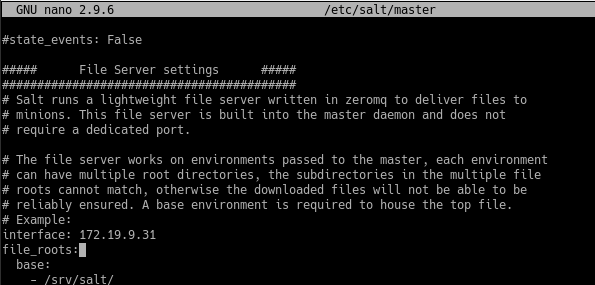 GNU nano 2.9.6 /etc/salt/master
#state_events: False
##### File Server settings #####
##########################################
# Salt runs a lightweight file server written in zeromq to deliver files to
# minions. This file server is built into the master daemon and does not
# require a dedicated port.
# The file server works on environments passed to the master, each environment
# can have multiple root directories, the subdirectories in the multiple file
# roots cannot match, otherwise the downloaded files will not be able to be
# reliably ensured. A base environment is required to house the top file.
# Example:
interface: 172.19.9.31
file_roots:
base:
- /srv/salt/